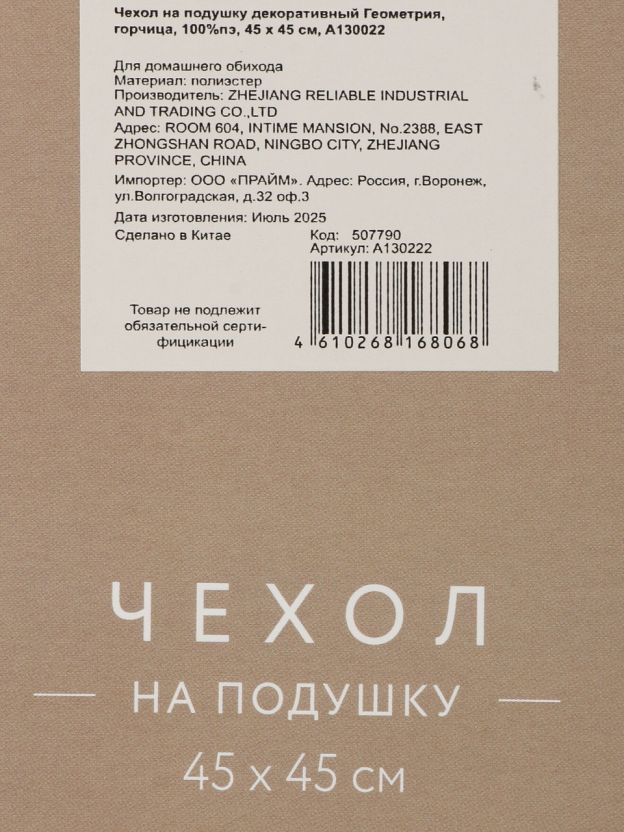 Чехол на подушку декоративный Геометрия,
горчица, 100%пэ, 45 х 45 см, А130022
Для домашнего обихода
Материал: полиэстер
Производитель: ZHEJIANG RELIABLE INDUSTRIAL
AND TRADING CO.,LTD
Адрес: ROOM 604, INTIME MANSION, No.2388, EAST
ZHONGSHAN ROAD, NINGBO CITY, ZHEJIANG
PROVINCE, CHINA
Импортер: ООО «ПРАЙМ». Адрес: Россия, г.Воронеж,
ул.Волгоградская, д.32 оф.3
Дата изготовления: Июль 2025
Сделано в Китае
Код: 507790
Артикул: А130222
Товар не подлежит
обязательной серти-
фицикации
4 610268 168068
ЧЕХОЛ
НА ПОДУШКУ
45 х 45 см